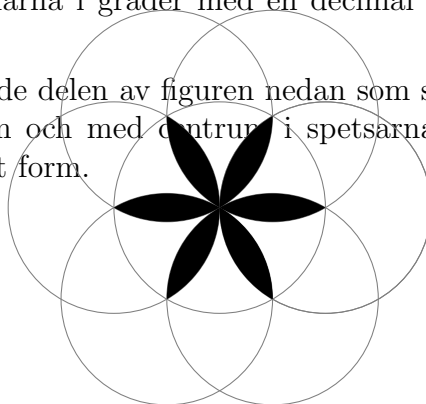 arna i grader med en decimal
de delen av figuren nedan som s
n och med centrum i spetsarna
t form.